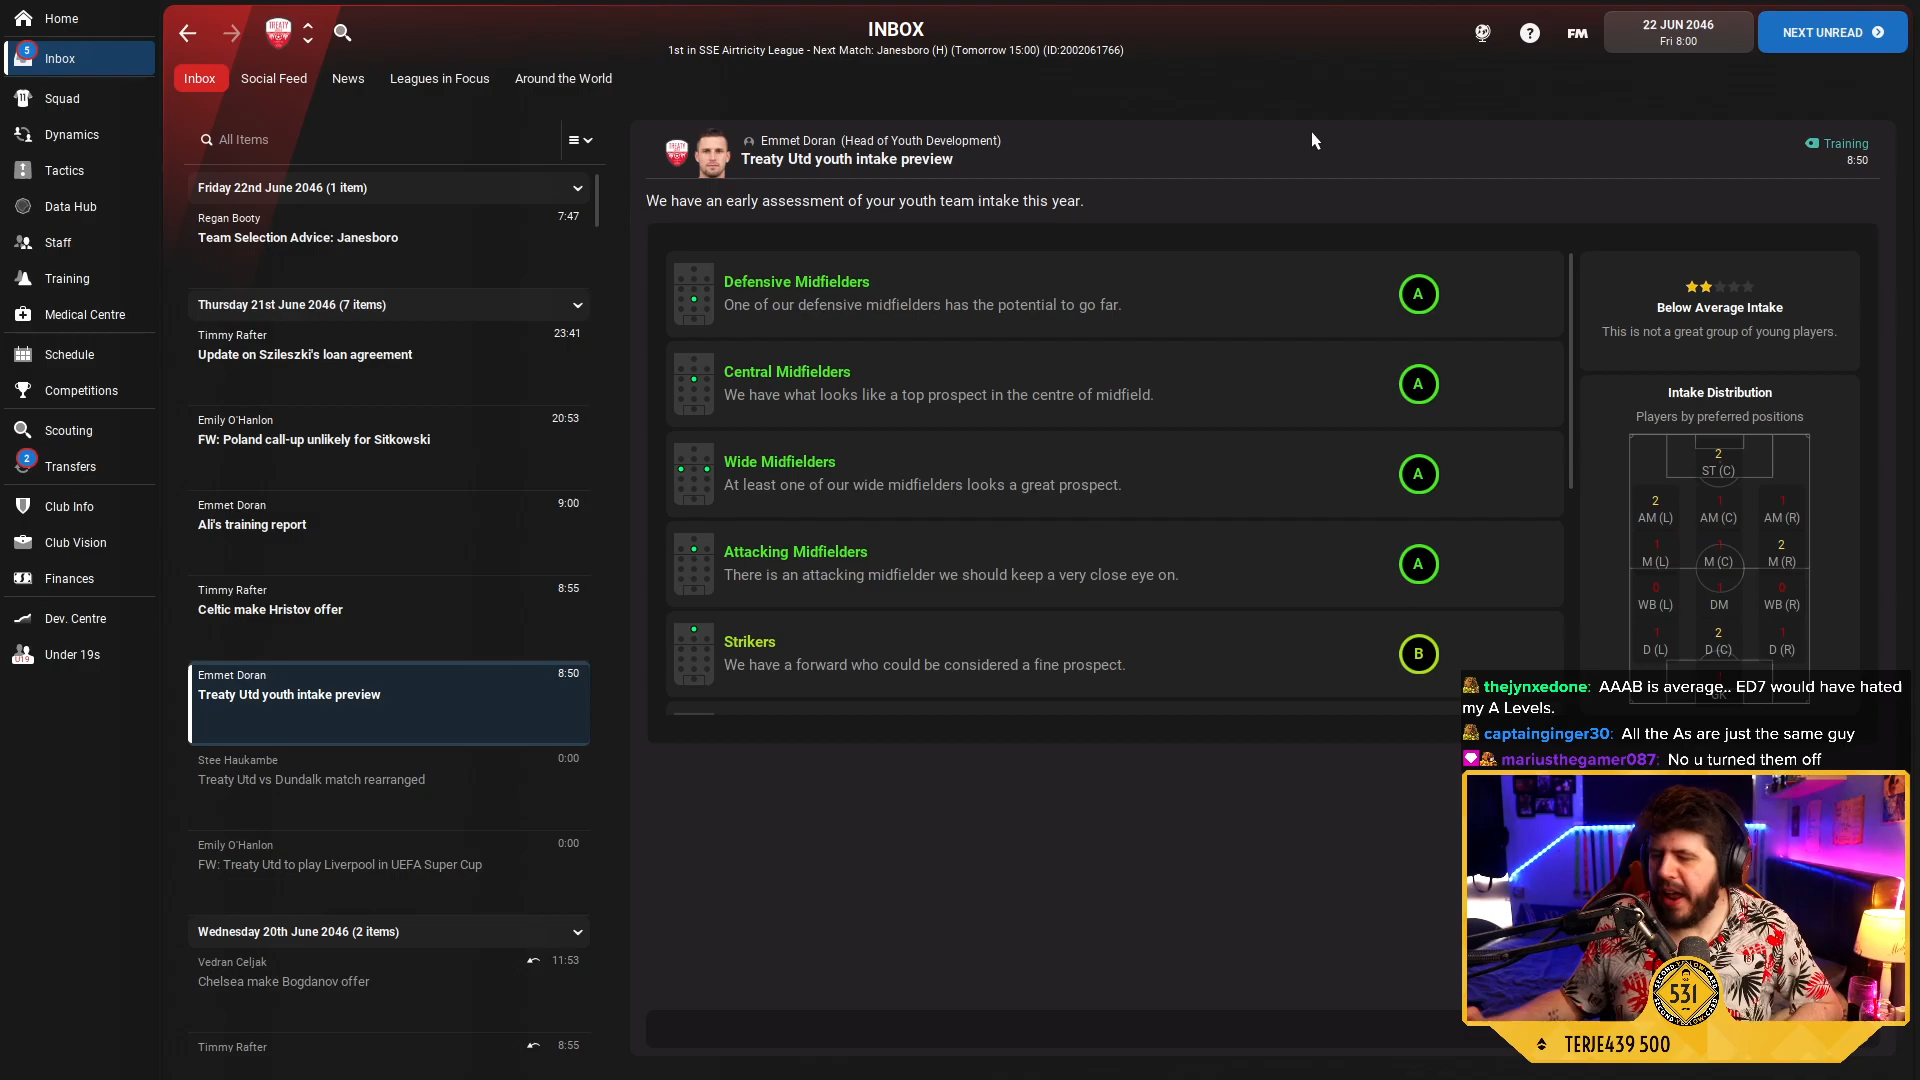 Home
5
Inbox
Squad
Dynamics
Tactics
Data Hub
Staff
Training
Medical Centre
Schedule
Competitions
Scouting
2
Transfers
Club Info
Club Vision
Finances
Dev. Centre
U19
Under 19s
TREATY
INBOX
1st in SSE Airtricity League - Next Match: Janesboro (H) (Tomorrow 15:00) (ID:2002061766)
?
FM
22 JUN 2046
Fri 8:00
NEXT UNREAD
Inbox
Social Feed
News
Leagues in Focus
Around the World
All Items
Friday 22nd June 2046 (1 item)
Regan Booty 7:47
Team Selection Advice: Janesboro
Thursday 21st June 2046 (7 items)
Timmy Rafter 23:41
Update on Szileszki's loan agreement
Emily O'Hanlon 20:53
FW: Poland call-up unlikely for Sitkowski
Emmet Doran 9:00
Ali's training report
Timmy Rafter 8:55
Celtic make Hristov offer
Emmet Doran 8:50
Treaty Utd youth intake preview
Stee Haukambe 0:00
Treaty Utd vs Dundalk match rearranged
Emily O'Hanlon 0:00
FW: Treaty Utd to play Liverpool in UEFA Super Cup
Wednesday 20th June 2046 (2 items)
Vedran Celjak 11:53
Chelsea make Bogdanov offer
Timmy Rafter 8:55
Emmet Doran (Head of Youth Development)
Treaty Utd youth intake preview
Training
8:50
We have an early assessment of your youth team intake this year.
Defensive Midfielders
One of our defensive midfielders has the potential to go far.
A
Central Midfielders
We have what looks like a top prospect in the centre of midfield.
A
Wide Midfielders
At least one of our wide midfielders looks a great prospect.
A
Attacking Midfielders
There is an attacking midfielder we should keep a very close eye on.
A
Strikers
We have a forward who could be considered a fine prospect.
B
Below Average Intake
This is not a great group of young players.
Intake Distribution
Players by preferred positions
2
ST (C)
2 1 1
AM (L) AM (C) AM (R)
1 1 2
M (L) M (C) M (R)
0 1 0
WB (L) DM WB (R)
1 2 1
D (L) D (C) D (R)
GK
thejynxedone: AAAB is average.. ED7 would have hated
my A Levels.
captainginger30: All the As are just the same guy
mariusthegamer087: No u turned them off
SECOND YELLOW CARD
531
TERJE439 500